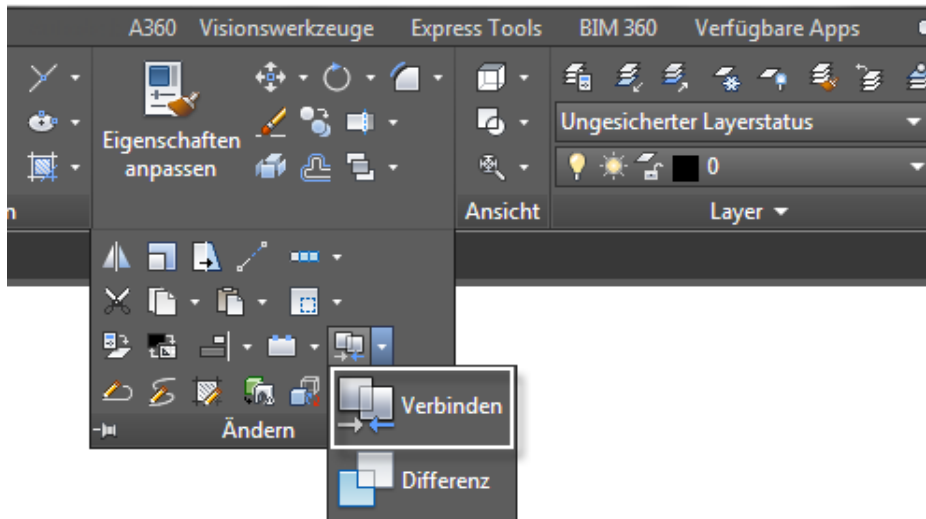 A360 Visionswerkzeuge Express Tools BIM 360 Verfügbare Apps
Eigenschaften
anpassen
Ungesicherter Layerstatus
0
n Ansicht Layer
Ändern
Verbinden
Differenz